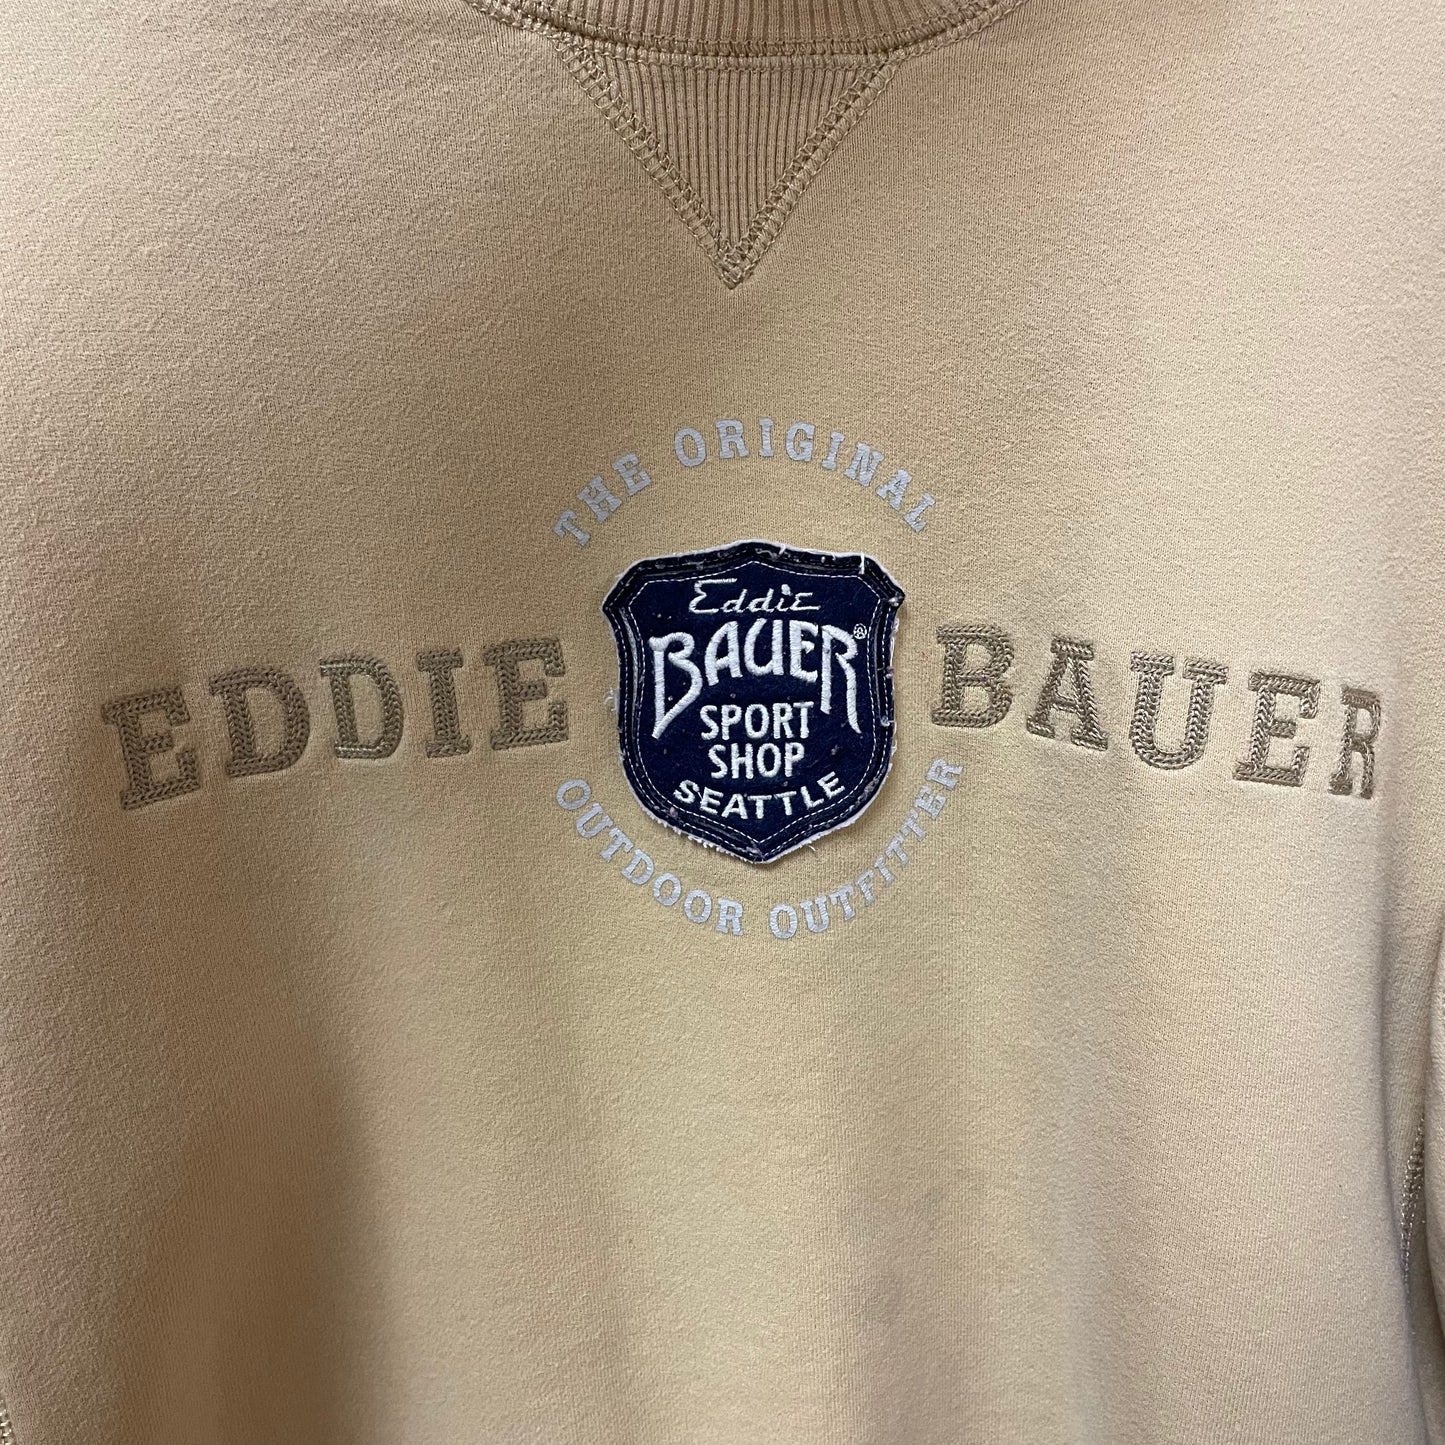 THE ORIGINAL
EDDIE BAUER
Eddie
BAUER®
SPORT
SHOP
SEATTLE
OUTDOOR OUTFITTER